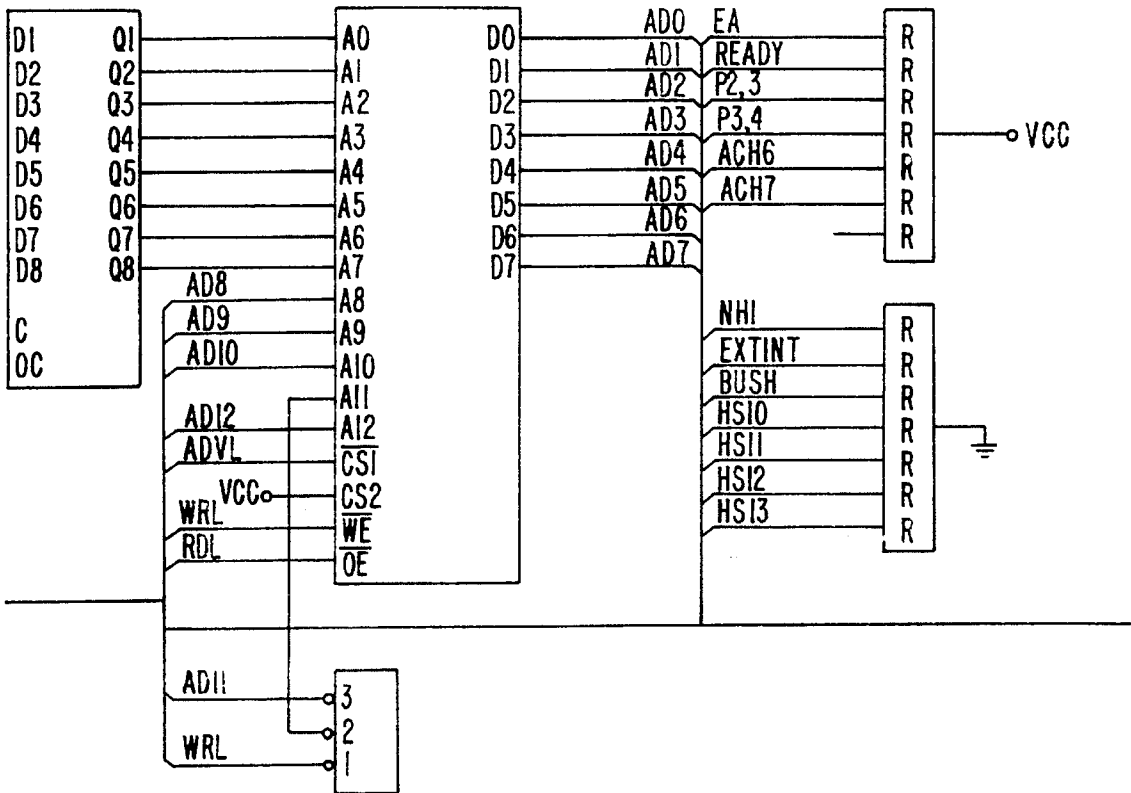 D1 Q1 A0 D0 AD0 EA R
D2 Q2 A1 D1 AD1 READY R
D3 Q3 A2 D2 AD2 P2,3 R
D4 Q4 A3 D3 AD3 P3,4 R VCC
D5 Q5 A4 D4 AD4 ACH6 R
D6 Q6 A5 D5 AD5 ACH7 R
D7 Q7 A6 D6 AD6 R
D8 Q8 A7 D7 AD7
AD8 A8 NHI R
C AD9 A9 EXTINT R
OC AD10 A10 BUSH R
A11 HSI0 R
AD12 A12 HSI1 R
ADVL CS1 HSI2 R
VCC CS2 HSI3 R
WRL WE
RDL OE
AD11 3
2
WRL 1